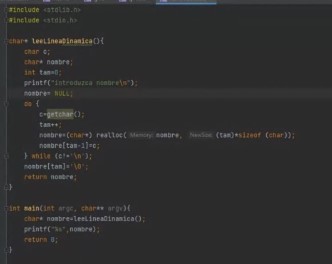 #include <stdlib.h>
#include <stdio.h>
char* leeLineaDinamica(){
char c;
char* nombre;
int tam=0;
printf("introduzca nombre\n");
nombre= NULL;
do {
c=getchar();
tam++;
nombre=(char*) realloc( Memory: nombre, NewSize: (tam)*sizeof (char));
nombre[tam-1]=c;
} while (c!='\n');
nombre[tam]='\0';
return nombre;
}
int main(int argc, char** argv){
char* nombre=leeLineaDinamica();
printf("%s",nombre);
return 0;
}